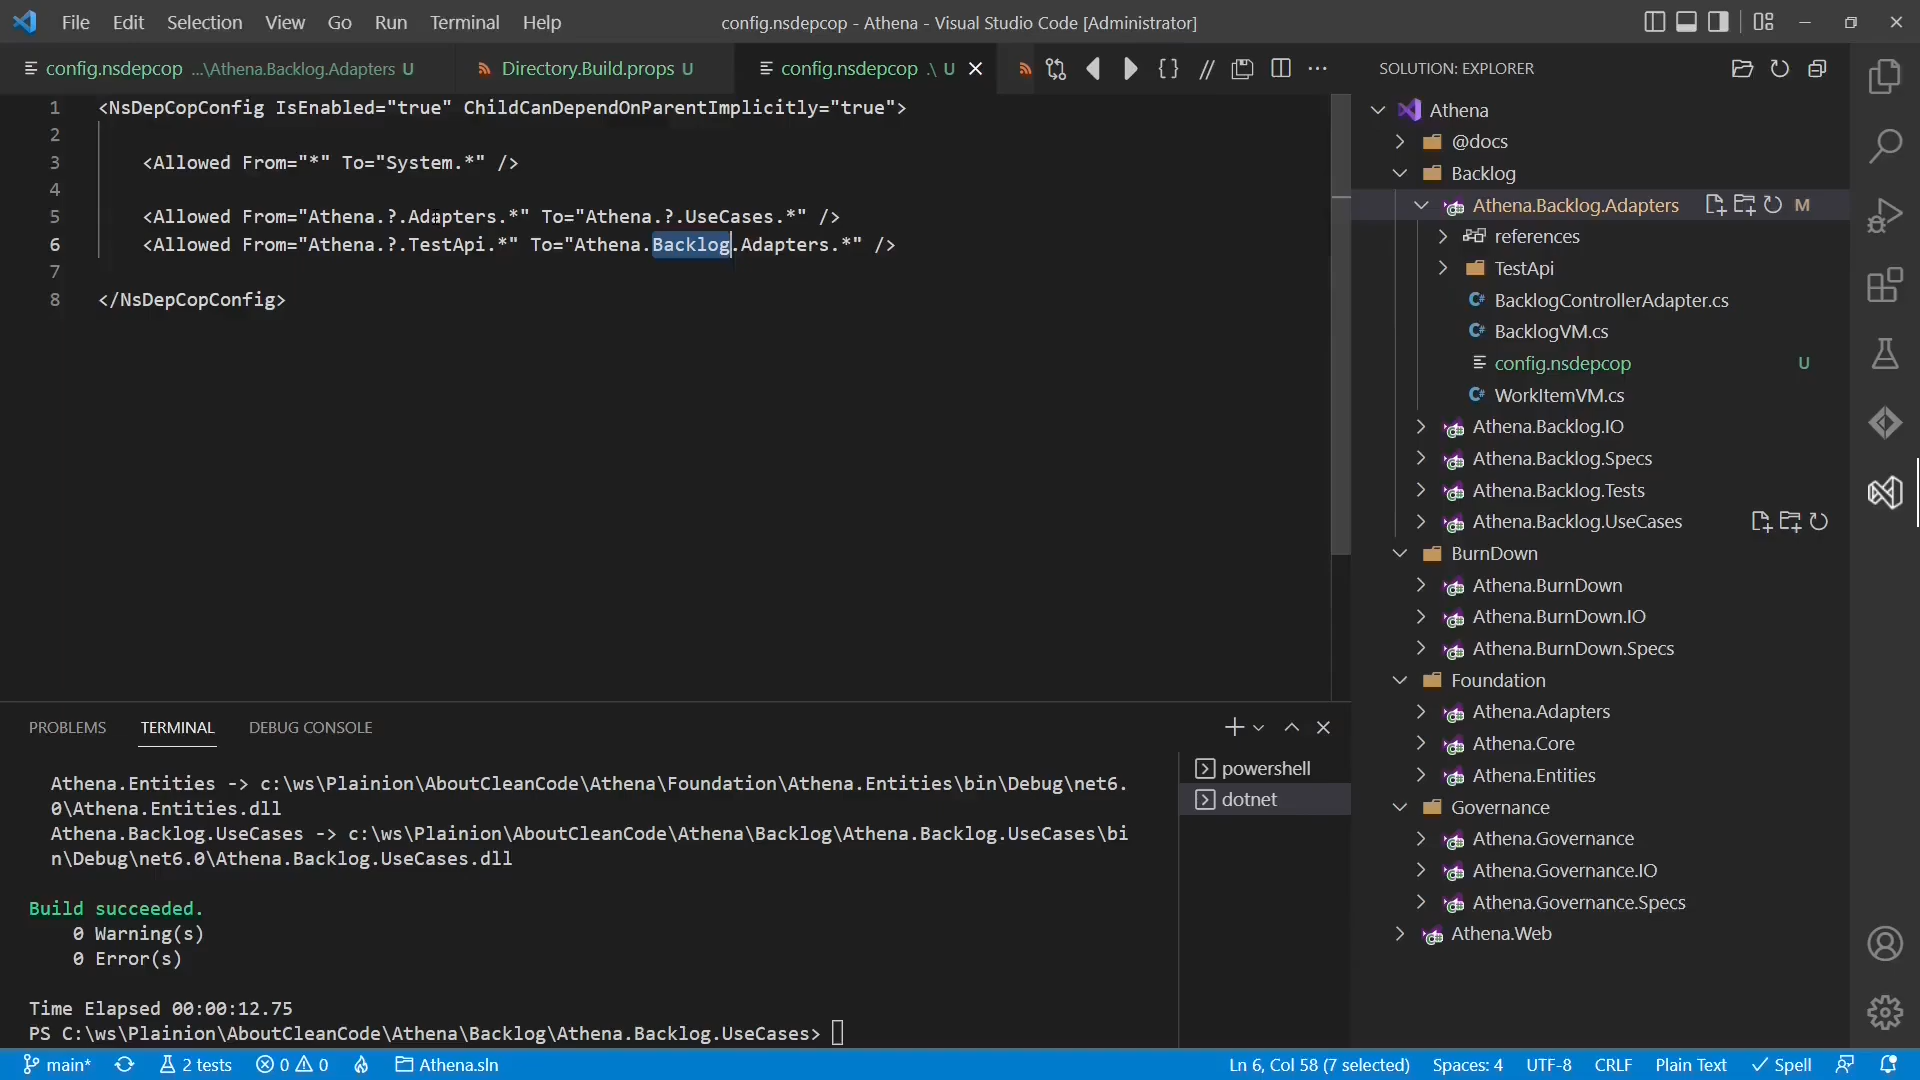 File Edit Selection View Go Run Terminal Help
config.nsdepcop - Athena - Visual Studio Code [Administrator]
config.nsdepcop ...\Athena.Backlog.Adapters U
Directory.Build.props U
config.nsdepcop .\ U
1 <NsDepCopConfig IsEnabled="true" ChildCanDependOnParentImplicitly="true">
2
3 <Allowed From="*" To="System.*" />
4
5 <Allowed From="Athena.?.Adapters.*" To="Athena.?.UseCases.*" />
6 <Allowed From="Athena.?.TestApi.*" To="Athena.Backlog.Adapters.*" />
7
8 </NsDepCopConfig>
PROBLEMS TERMINAL DEBUG CONSOLE
Athena.Entities -> c:\ws\Plainion\AboutCleanCode\Athena\Foundation\Athena.Entities\bin\Debug\net6.
0\Athena.Entities.dll
Athena.Backlog.UseCases -> c:\ws\Plainion\AboutCleanCode\Athena\Backlog\Athena.Backlog.UseCases\bi
n\Debug\net6.0\Athena.Backlog.UseCases.dll
Build succeeded.
0 Warning(s)
0 Error(s)
Time Elapsed 00:00:12.75
PS C:\ws\Plainion\AboutCleanCode\Athena\Backlog\Athena.Backlog.UseCases>
powershell
dotnet
SOLUTION: EXPLORER
Athena
@docs
Backlog
Athena.Backlog.Adapters M
references
TestApi
BacklogControllerAdapter.cs
BacklogVM.cs
config.nsdepcop U
WorkItemVM.cs
Athena.Backlog.IO
Athena.Backlog.Specs
Athena.Backlog.Tests
Athena.Backlog.UseCases
BurnDown
Athena.BurnDown
Athena.BurnDown.IO
Athena.BurnDown.Specs
Foundation
Athena.Adapters
Athena.Core
Athena.Entities
Governance
Athena.Governance
Athena.Governance.IO
Athena.Governance.Specs
Athena.Web
main* 2 tests 0 0 Athena.sln Ln 6, Col 58 (7 selected) Spaces: 4 UTF-8 CRLF Plain Text Spell